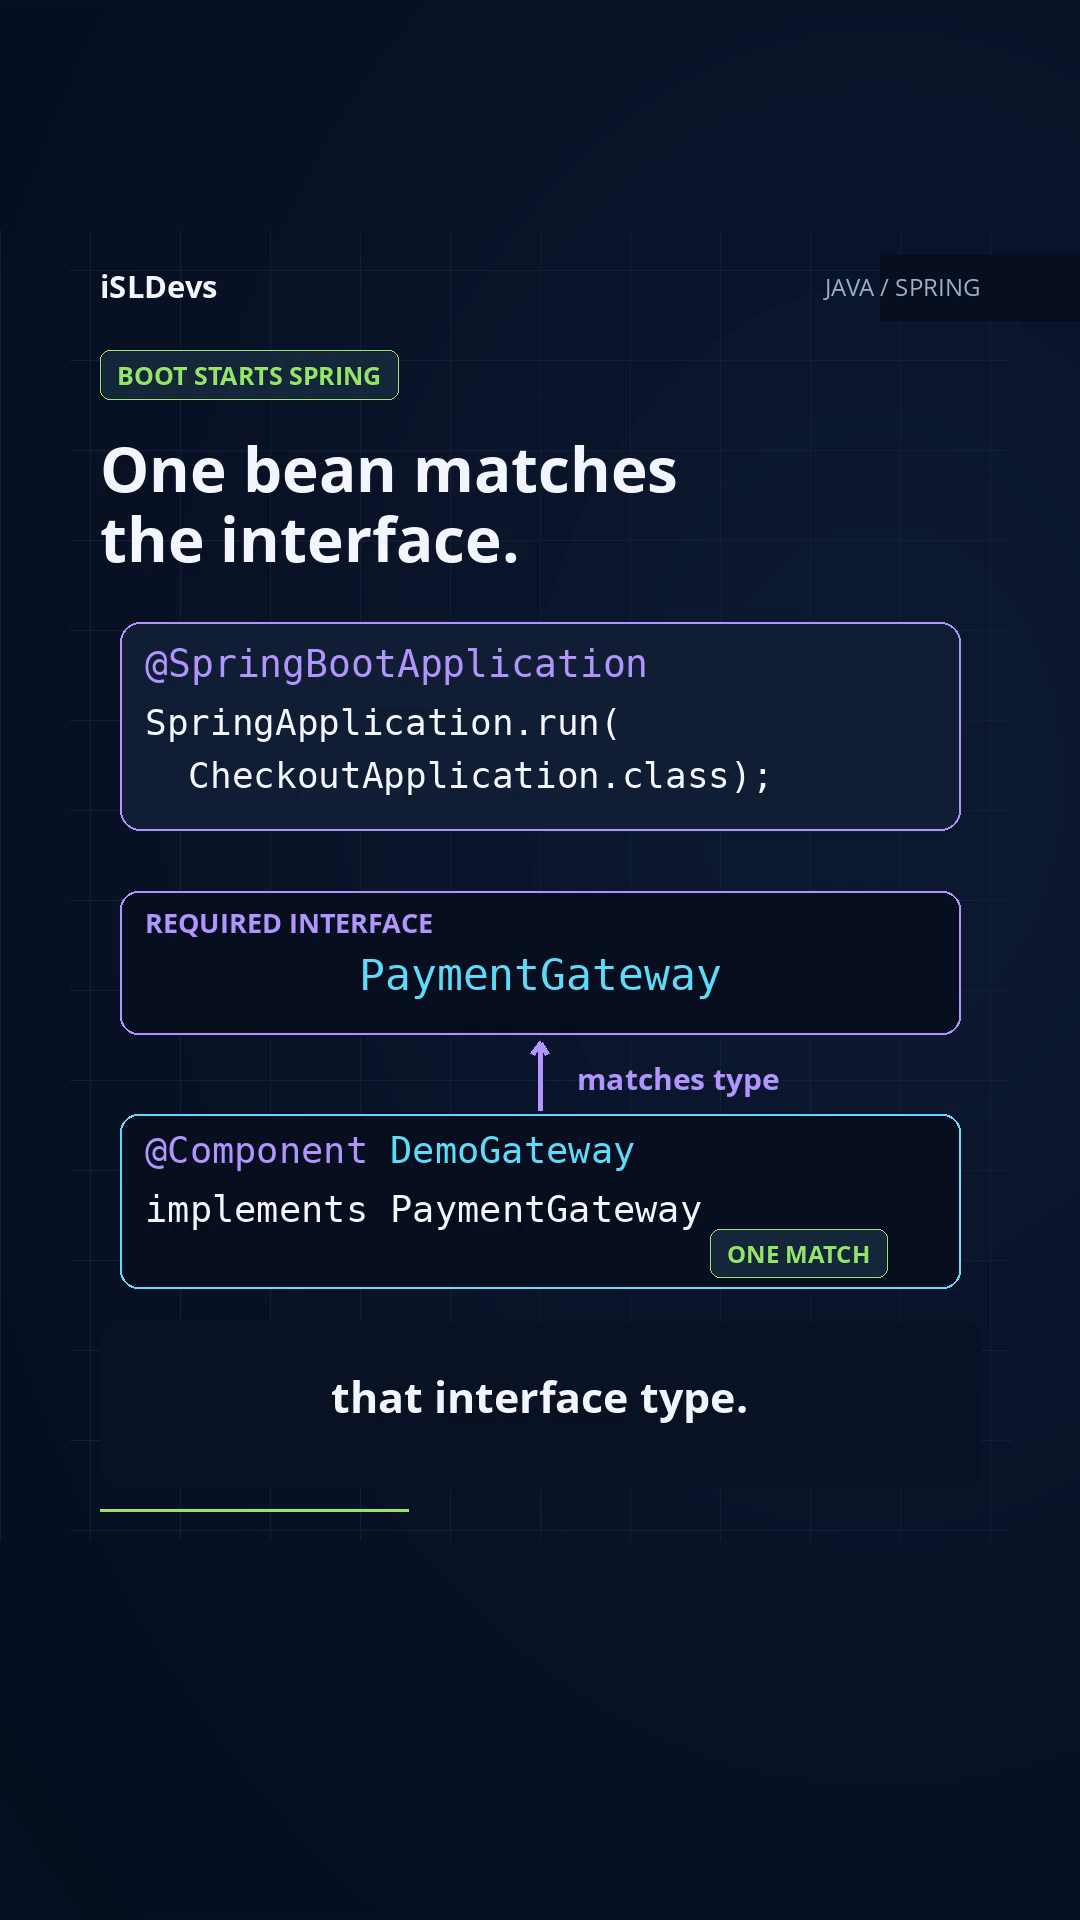 iSLDevs
JAVA / SPRING
BOOT STARTS SPRING
One bean matches
the interface.
@SpringBootApplication
SpringApplication.run(
  CheckoutApplication.class);
REQUIRED INTERFACE
PaymentGateway
matches type
@Component DemoGateway
implements PaymentGateway
ONE MATCH
that interface type.